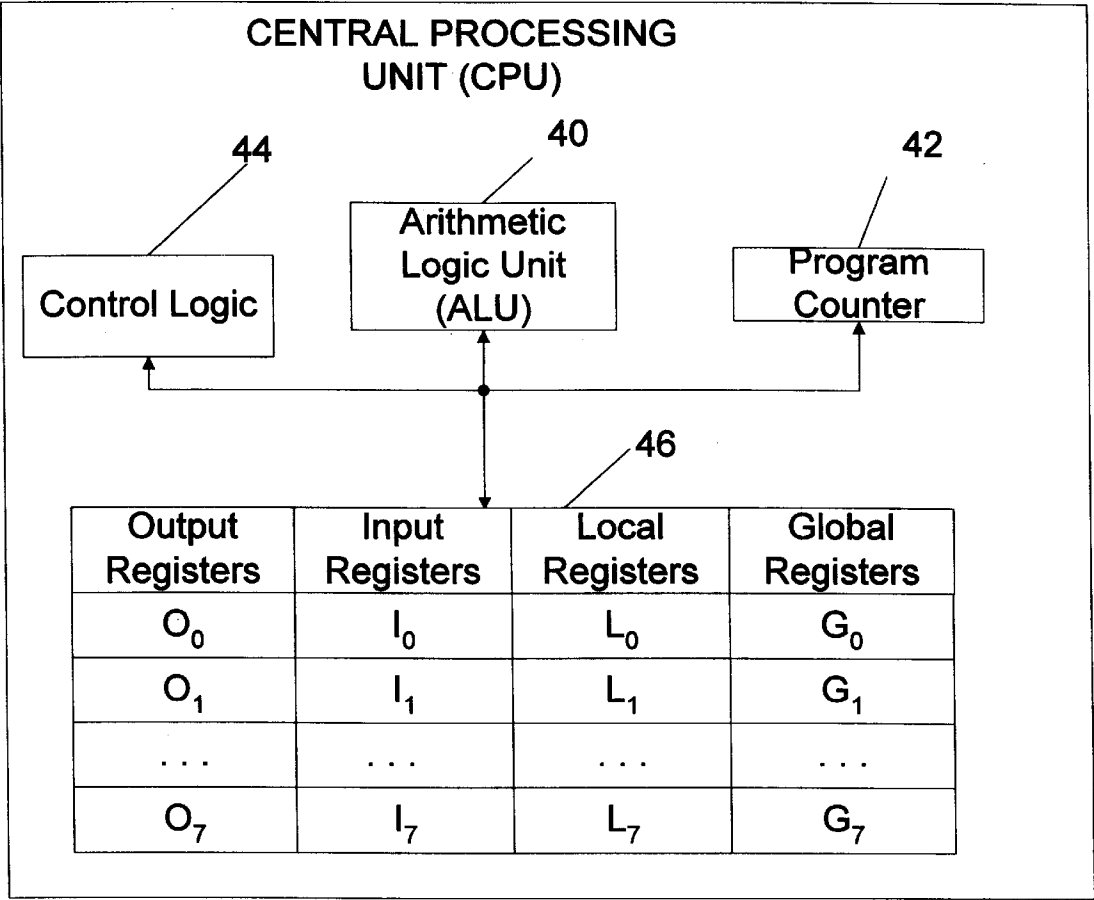 CENTRAL PROCESSING
UNIT (CPU)
44
40
42
Control Logic
Arithmetic
Logic Unit
(ALU)
Program
Counter
46
Output
Registers
Input
Registers
Local
Registers
Global
Registers
O₀ I₀ L₀ G₀
O₁ I₁ L₁ G₁
. . . . . . . . . . . .
O₇ I₇ L₇ G₇